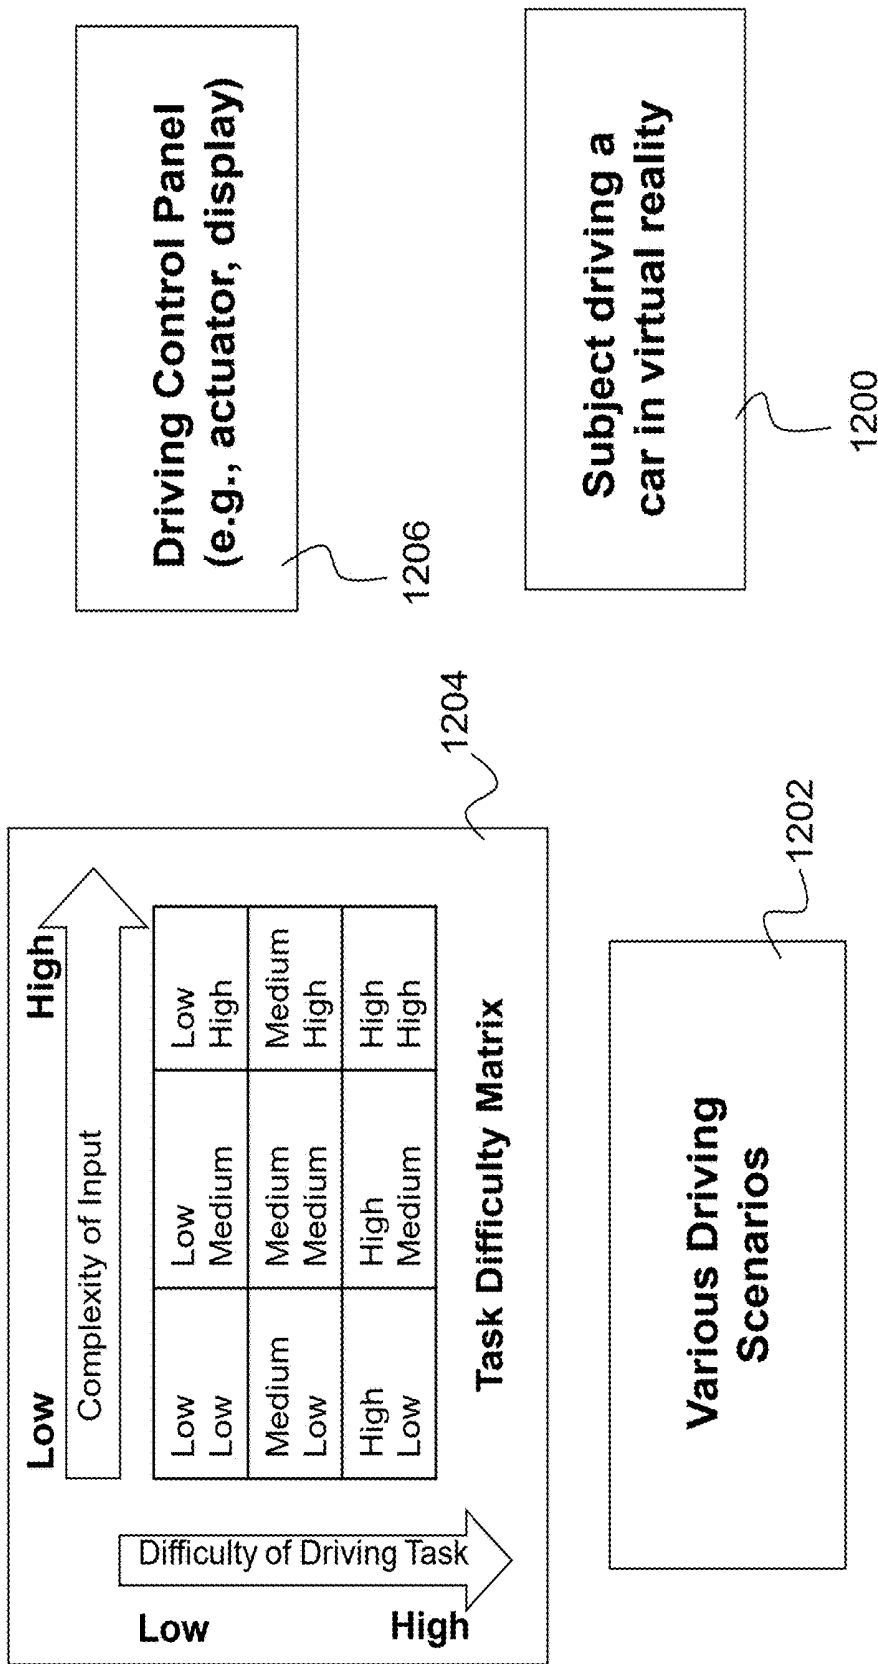 Low
High
Complexity of Input
Low
High
Difficulty of Driving Task
Low
Low
Low
Medium
Low
High
Medium
Low
Medium
Medium
Medium
High
High
Low
High
Medium
High
High
Task Difficulty Matrix
1204
Driving Control Panel
(e.g., actuator, display)
1206
Various Driving
Scenarios
1202
Subject driving a
car in virtual reality
1200